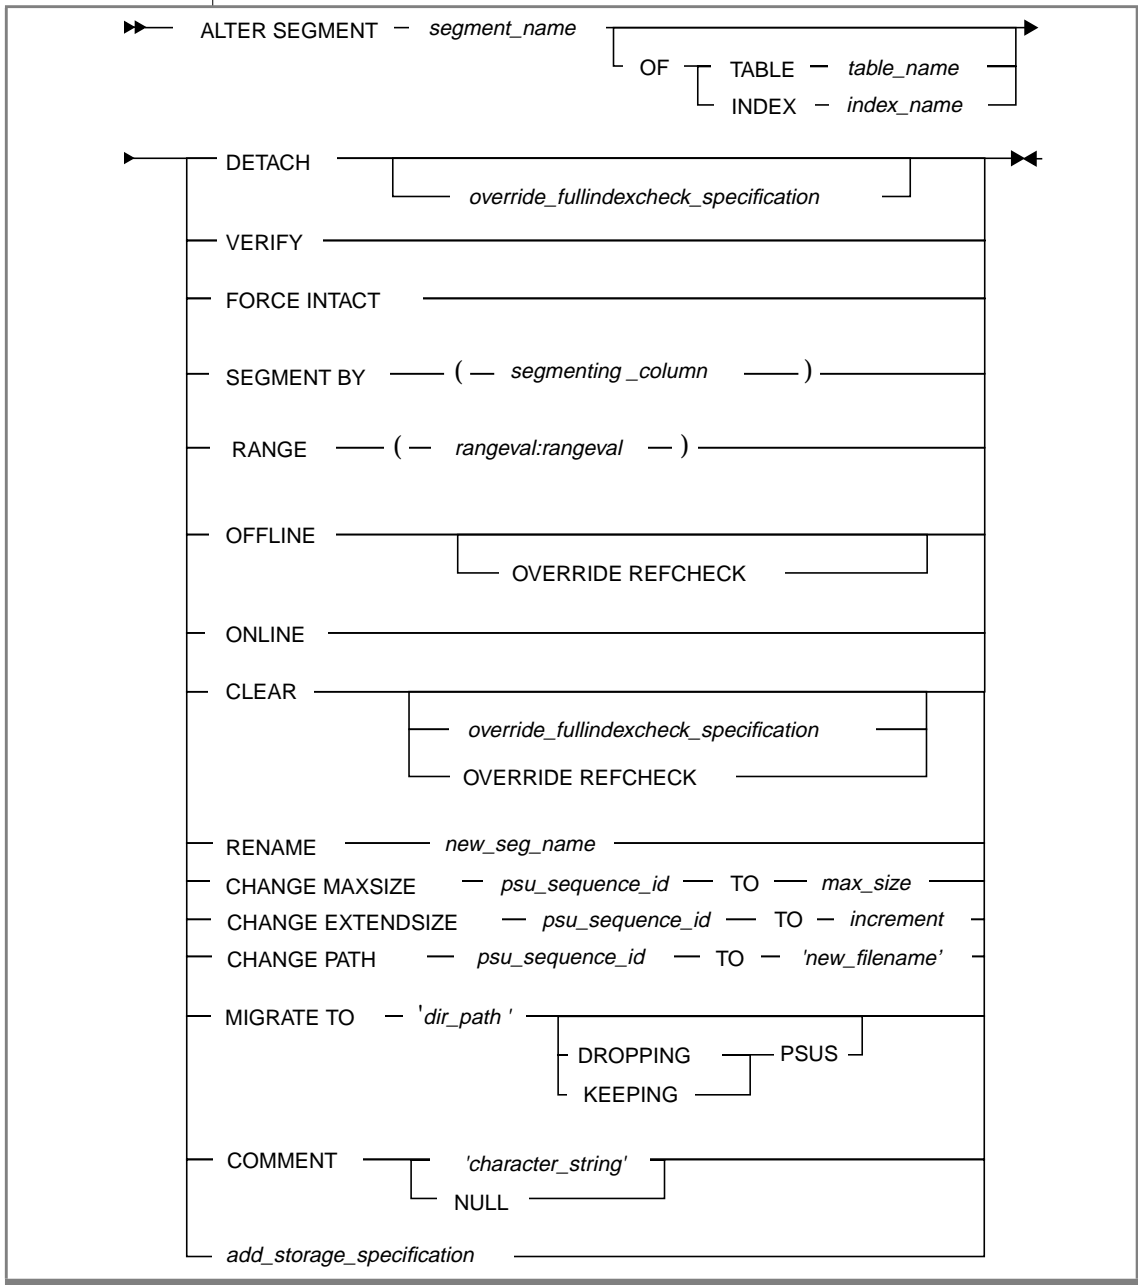 ALTER SEGMENT segment_name
OF TABLE table_name
INDEX index_name
DETACH
override_fullindexcheck_specification
VERIFY
FORCE INTACT
SEGMENT BY ( segmenting _column )
RANGE ( rangeval:rangeval )
OFFLINE
OVERRIDE REFCHECK
ONLINE
CLEAR
override_fullindexcheck_specification
OVERRIDE REFCHECK
RENAME new_seg_name
CHANGE MAXSIZE psu_sequence_id TO max_size
CHANGE EXTENDSIZE psu_sequence_id TO increment
CHANGE PATH psu_sequence_id TO 'new_filename'
MIGRATE TO 'dir_path '
DROPPING PSUS
KEEPING
COMMENT 'character_string'
NULL
add_storage_specification